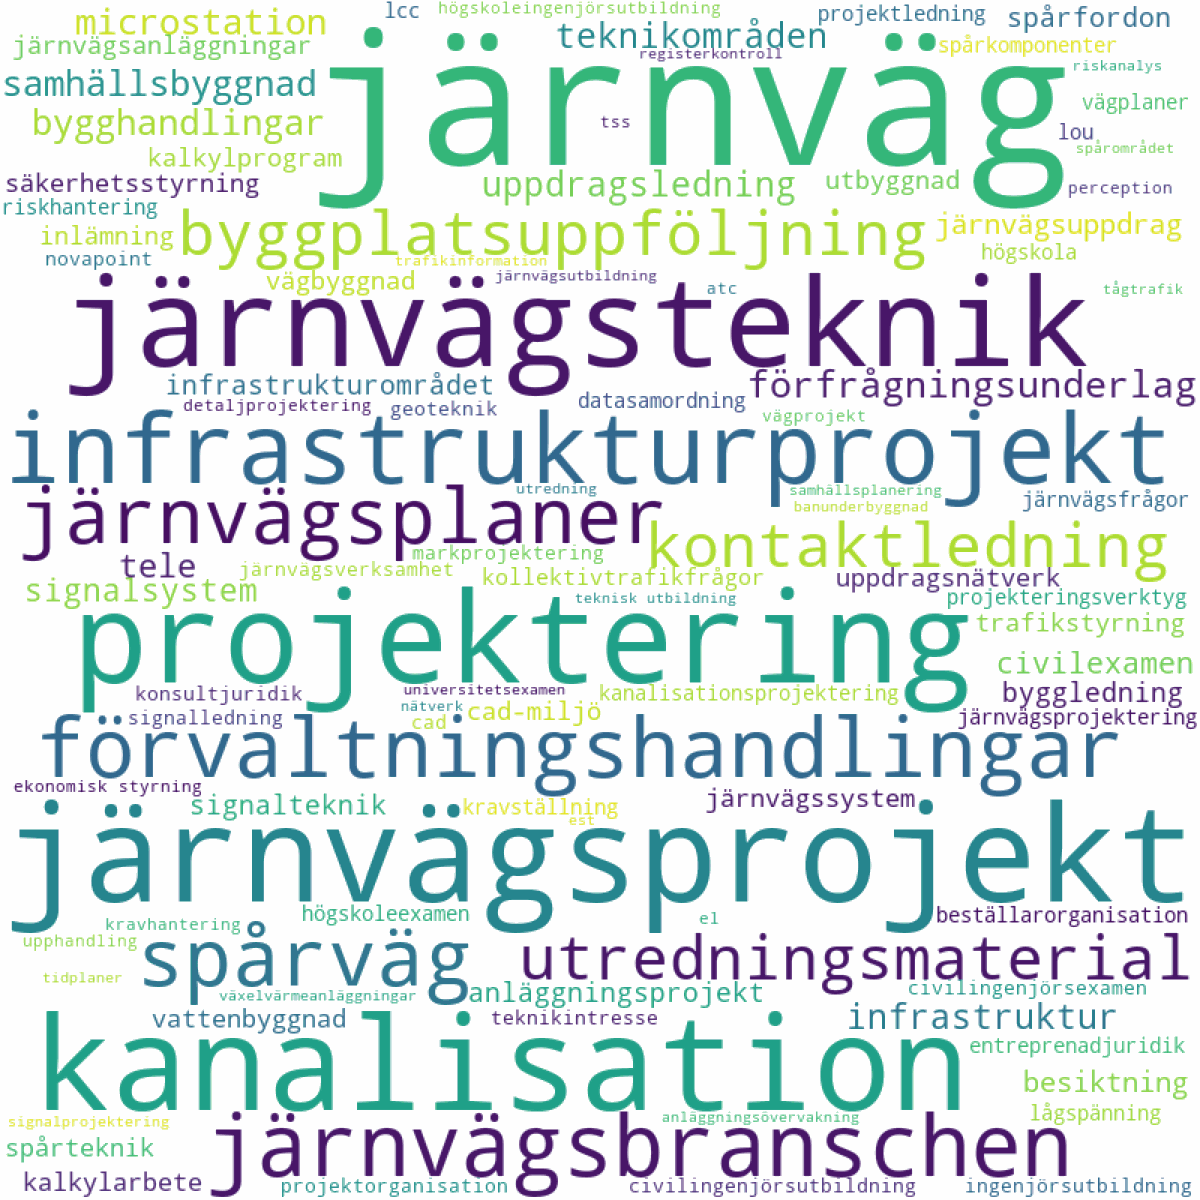 lcc högskoleingenjörsutbildning projektledning spårfordon
microstation teknikområden spårkomponenter
järnvägsanläggningar registerkontroll riskanalys
samhällsbyggnad järnväg vägplaner
bygghandlingar tss lou
kalkylprogram spårområdet
säkerhetsstyrning uppdragsledning utbyggnad perception
riskhantering
inlämning byggplatsuppföljning järnvägsuppdrag
novapoint trafikinformation högskola
vägbyggnad järnvägsutbildning atc tågtrafik
järnvägsteknik
infrastrukturområdet förfrågningsunderlag
detaljprojektering geoteknik datasamordning vägprojekt
infrastrukturprojekt
utredning samhällsplanering järnvägsfrågor
järnvägsplaner banunderbyggnad
kontaktledning
tele markprojektering
järnvägsverksamhet kollektivtrafikfrågor uppdragsnätverk
signalsystem teknisk utbildning projekteringsverktyg
projektering trafikstyrning
civilexamen
konsultjuridik universitetsexamen kanalisationsprojektering byggledning
signalledning nätverk cad cad-miljö järnvägsprojektering
förvaltningshandlingar
ekonomisk styrning
signalteknik kravställning järnvägssystem
est
järnvägsprojekt
kravhantering högskoleexamen el beställarorganisation
upphandling
spårväg utredningsmaterial
tidplaner
växelvärmeanläggningar anläggningsprojekt civilingenjörsexamen
vattenbyggnad teknikintresse infrastruktur
kanalisation entreprenadjuridik
besiktning
signalprojektering anläggningsövervakning lågspänning
spårteknik järnvägsbranschen
kalkylarbete projektorganisation civilingenjörsutbildning ingenjörsutbildning